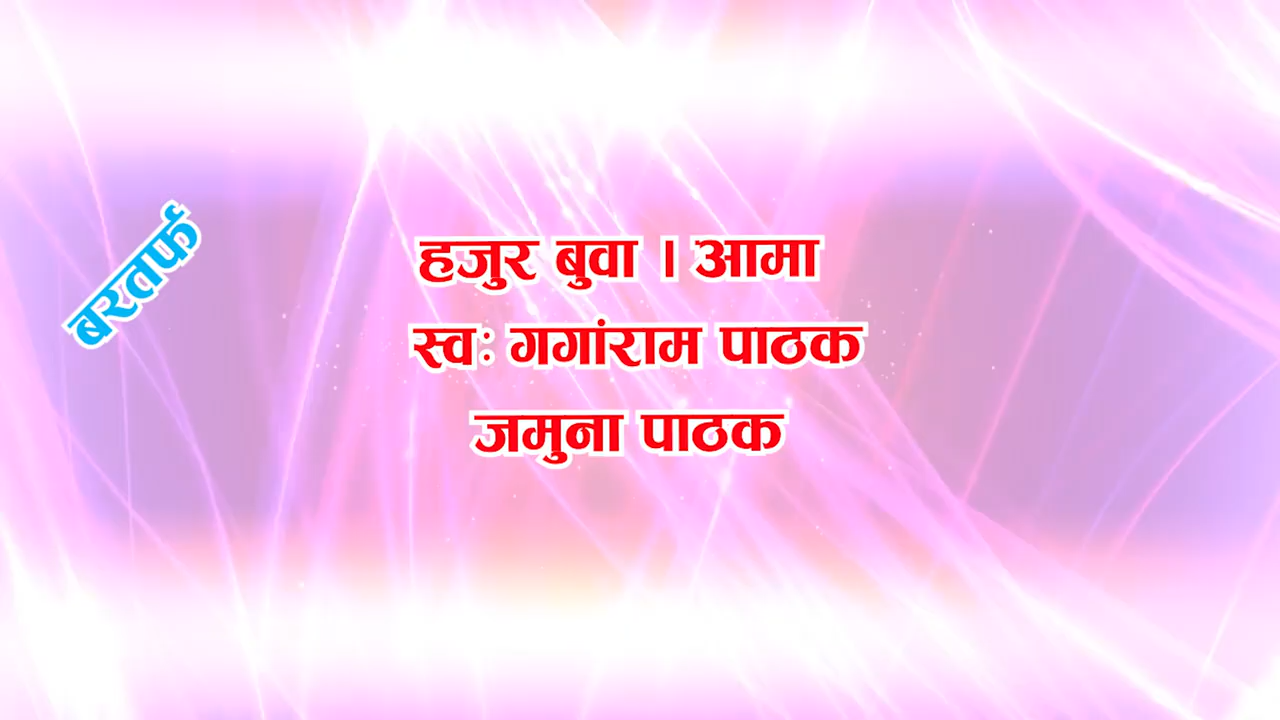 बरतर्फ
हजुर बुवा । आमा
स्वः गगांराम पाठक
जमुना पाठक